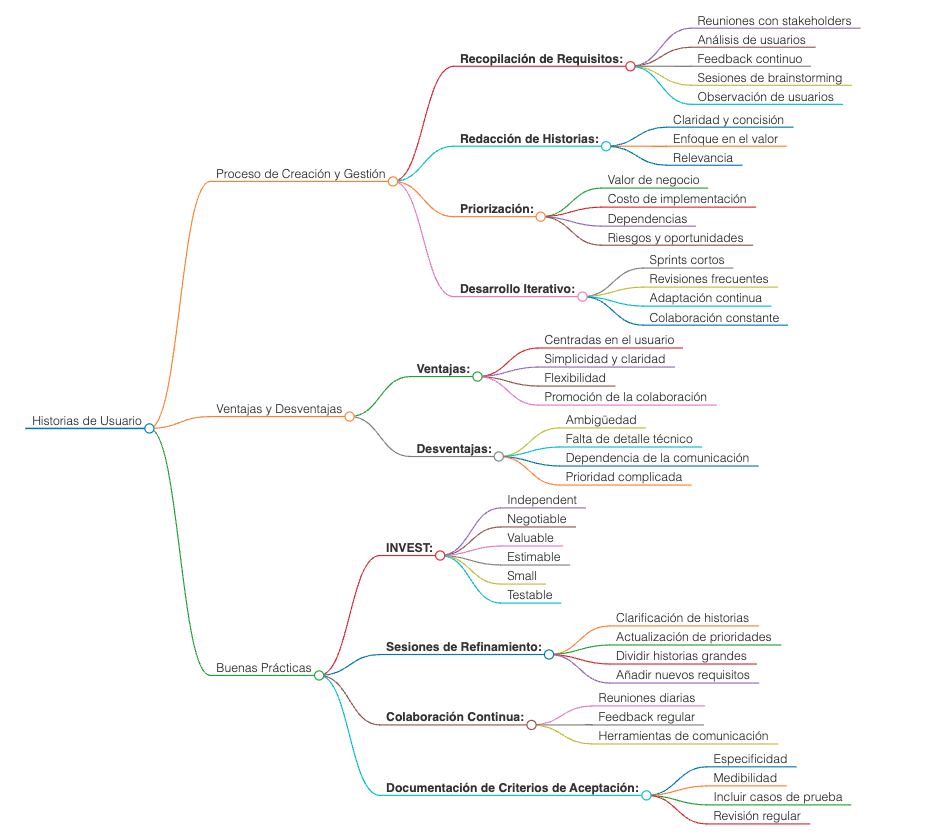 Historias de Usuario
Proceso de Creación y Gestión
Recopilación de Requisitos:
Reuniones con stakeholders
Análisis de usuarios
Feedback continuo
Sesiones de brainstorming
Observación de usuarios
Redacción de Historias:
Claridad y concisión
Enfoque en el valor
Relevancia
Priorización:
Valor de negocio
Costo de implementación
Dependencias
Riesgos y oportunidades
Desarrollo Iterativo:
Sprints cortos
Revisiones frecuentes
Adaptación continua
Colaboración constante
Ventajas y Desventajas
Ventajas:
Centradas en el usuario
Simplicidad y claridad
Flexibilidad
Promoción de la colaboración
Desventajas:
Ambigüedad
Falta de detalle técnico
Dependencia de la comunicación
Prioridad complicada
Buenas Prácticas
INVEST:
Independent
Negotiable
Valuable
Estimable
Small
Testable
Sesiones de Refinamiento:
Clarificación de historias
Actualización de prioridades
Dividir historias grandes
Añadir nuevos requisitos
Colaboración Continua:
Reuniones diarias
Feedback regular
Herramientas de comunicación
Documentación de Criterios de Aceptación:
Especificidad
Medibilidad
Incluir casos de prueba
Revisión regular